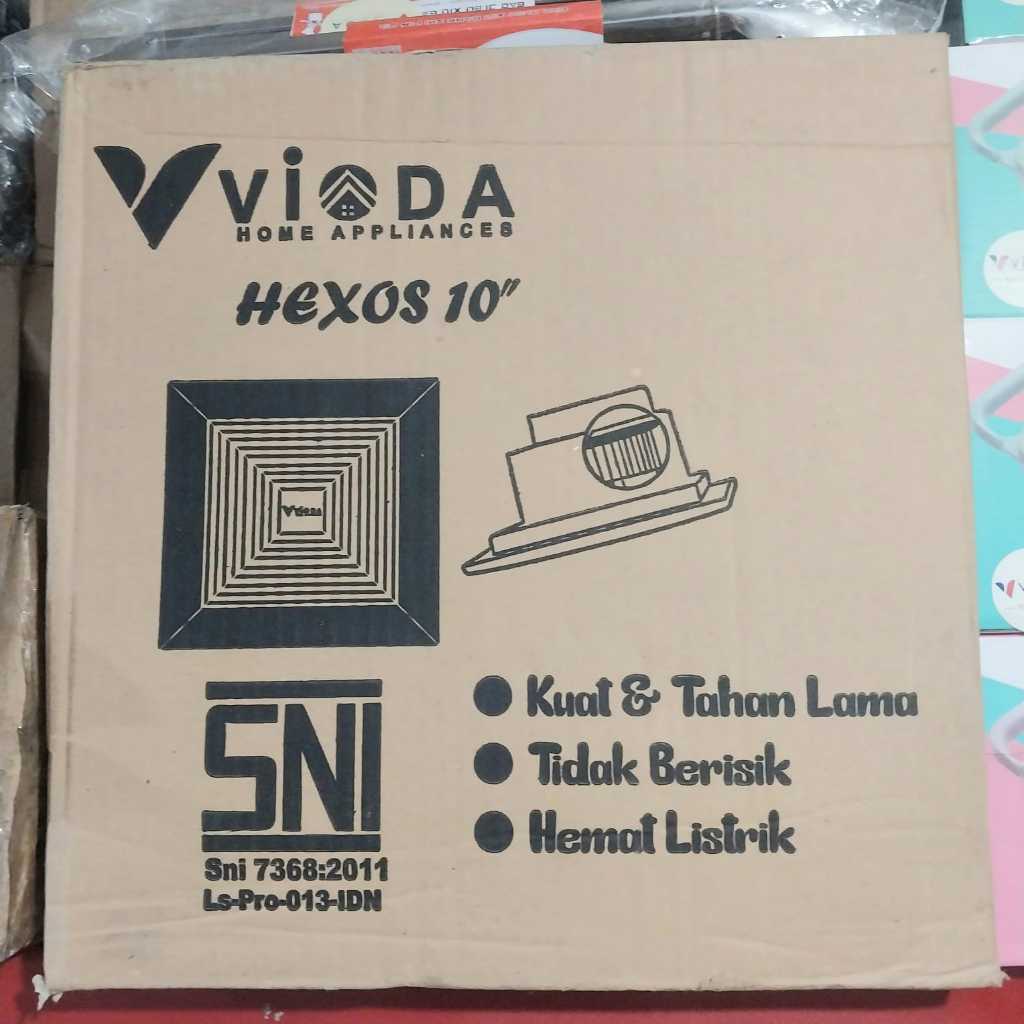 VIODA
HOME APPLIANCES
HEXOS 10"
SNI
Sni 7368:2011
Ls-Pro-013-IDN
Kuat & Tahan Lama
Tidak Berisik
Hemat Listrik